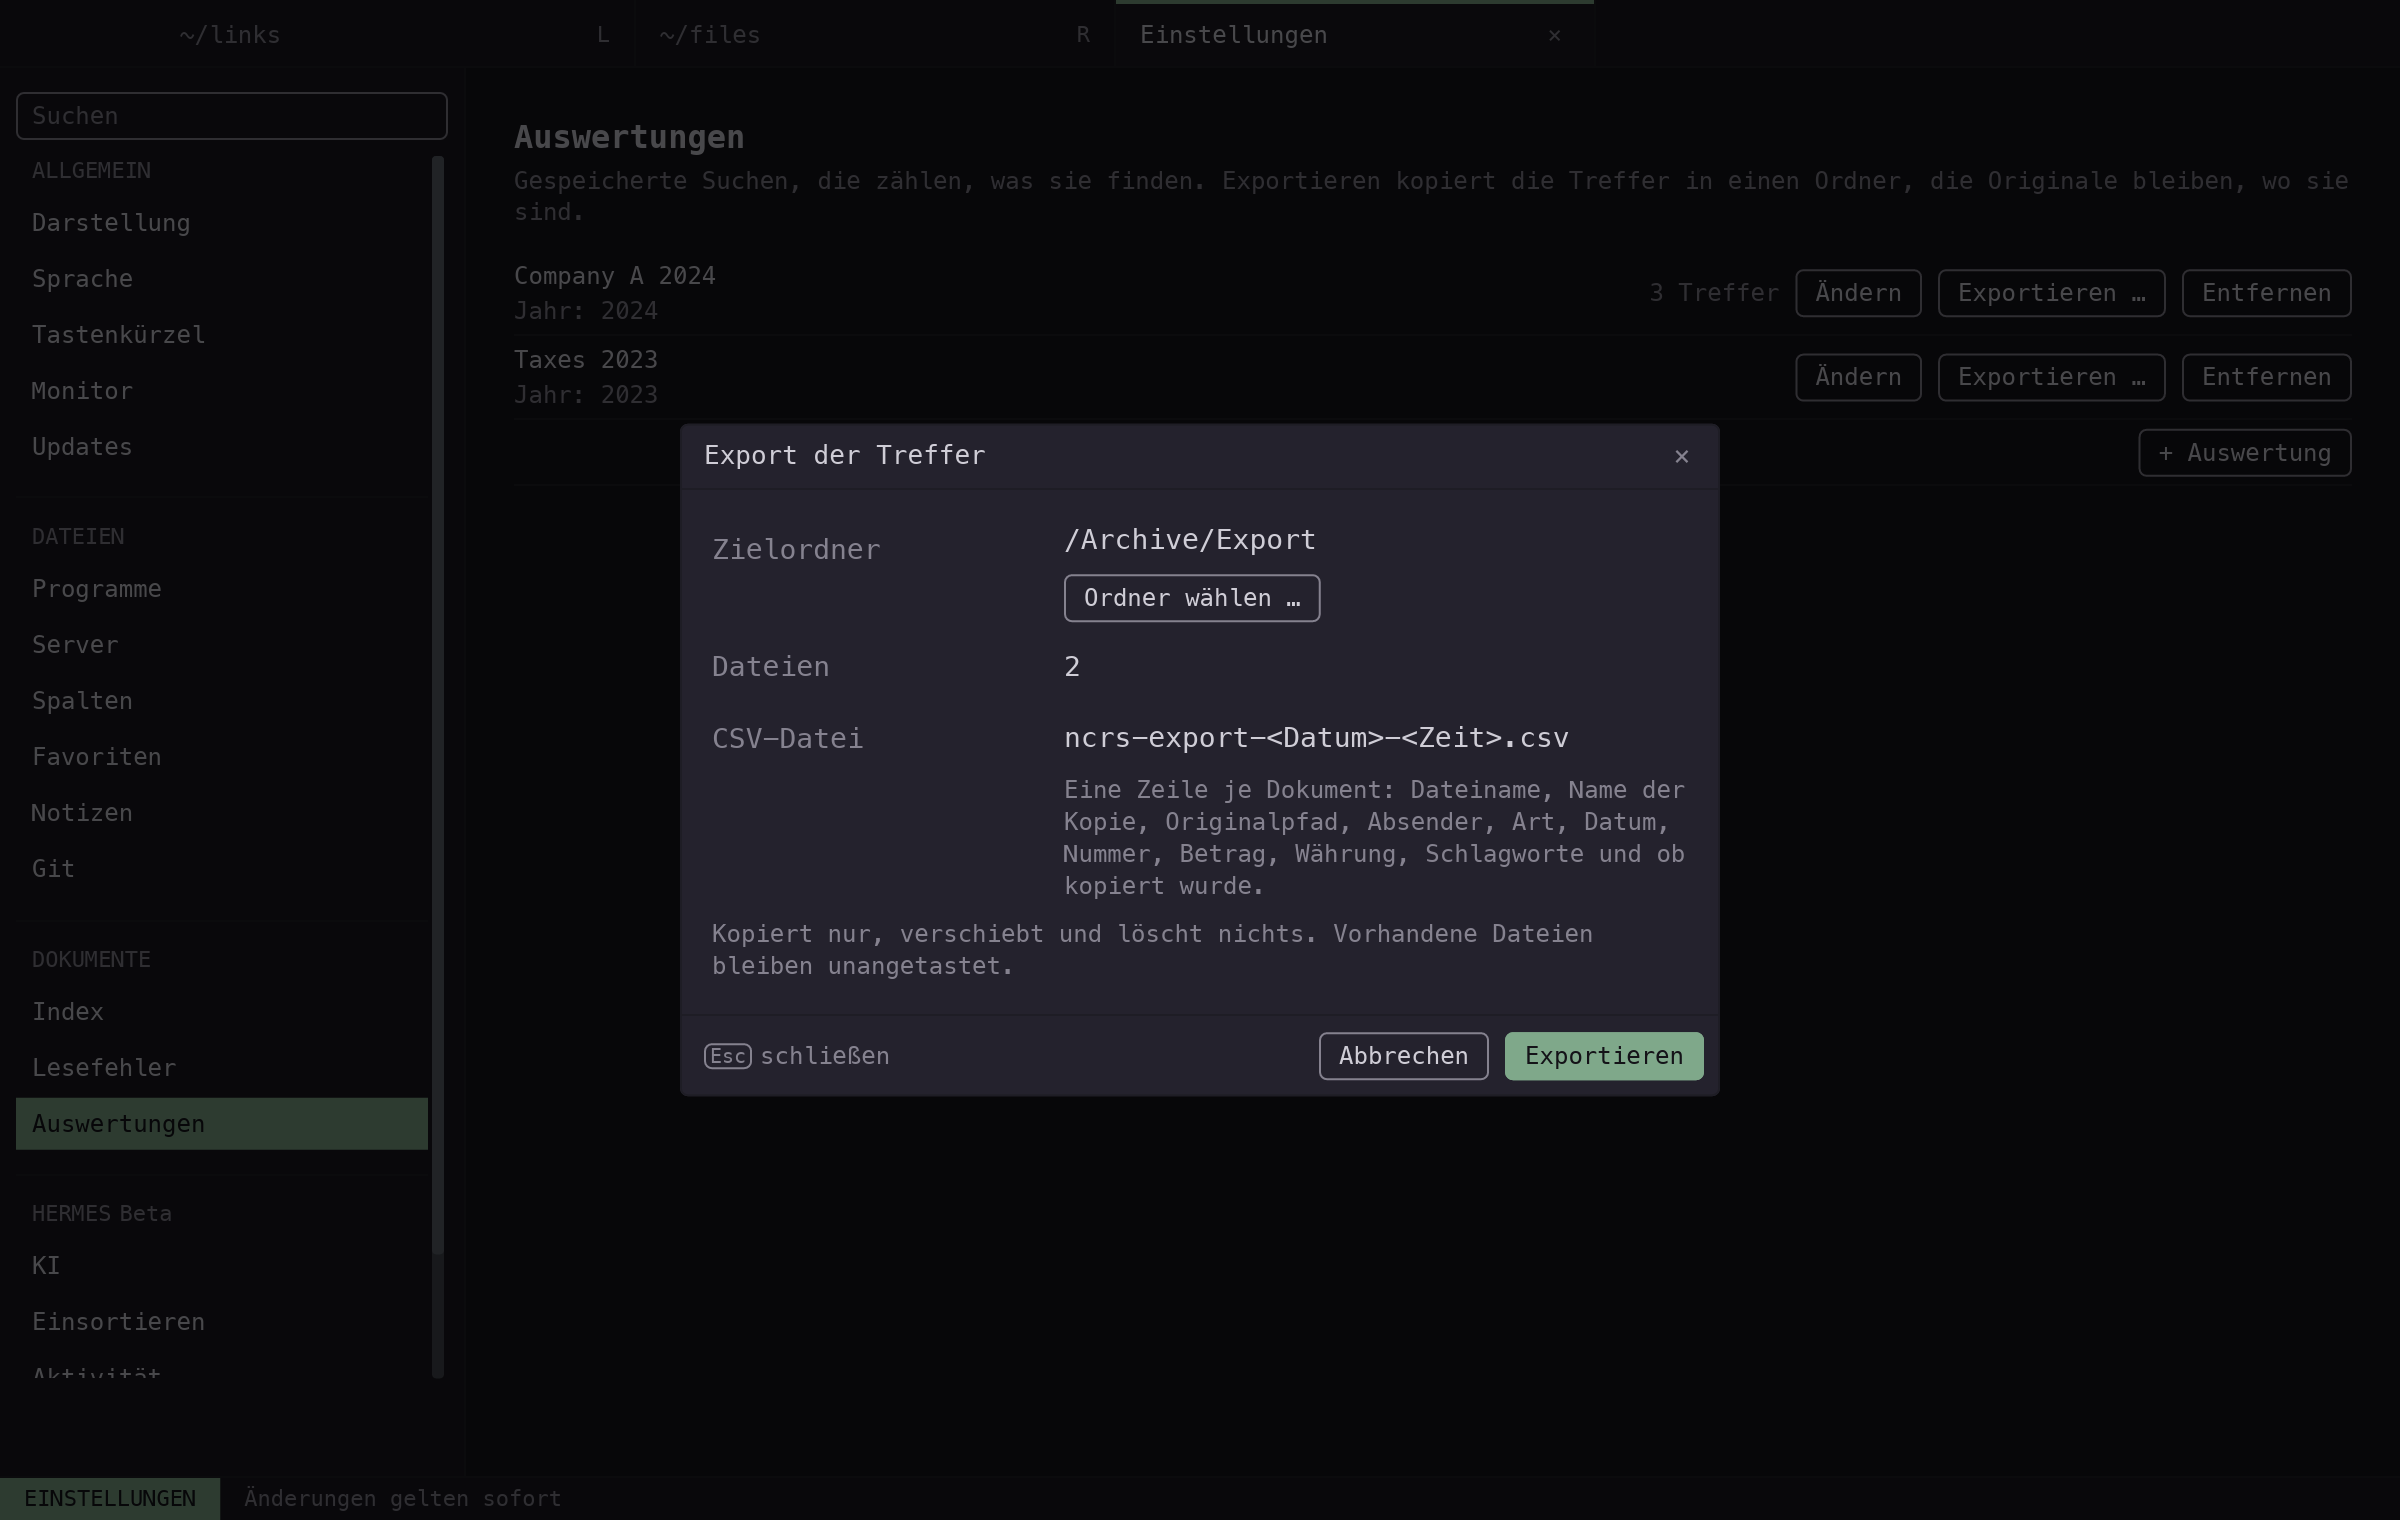 ~/links L ~/files R Einstellungen ×
Suchen
ALLGEMEIN
Darstellung
Sprache
Tastenkürzel
Monitor
Updates
DATEIEN
Programme
Server
Spalten
Favoriten
Notizen
Git
DOKUMENTE
Index
Lesefehler
Auswertungen
HERMES Beta
KI
Einsortieren
Aktivität
Auswertungen
Gespeicherte Suchen, die zählen, was sie finden. Exportieren kopiert die Treffer in einen Ordner, die Originale bleiben, wo sie
sind.
Company A 2024
Jahr: 2024
3 Treffer Ändern Exportieren … Entfernen
Taxes 2023
Jahr: 2023
Ändern Exportieren … Entfernen
+ Auswertung
Export der Treffer ×
Zielordner /Archive/Export
Ordner wählen …
Dateien 2
CSV-Datei ncrs-export-<Datum>-<Zeit>.csv
Eine Zeile je Dokument: Dateiname, Name der
Kopie, Originalpfad, Absender, Art, Datum,
Nummer, Betrag, Währung, Schlagworte und ob
kopiert wurde.
Kopiert nur, verschiebt und löscht nichts. Vorhandene Dateien
bleiben unangetastet.
Esc schließen Abbrechen Exportieren
EINSTELLUNGEN Änderungen gelten sofort